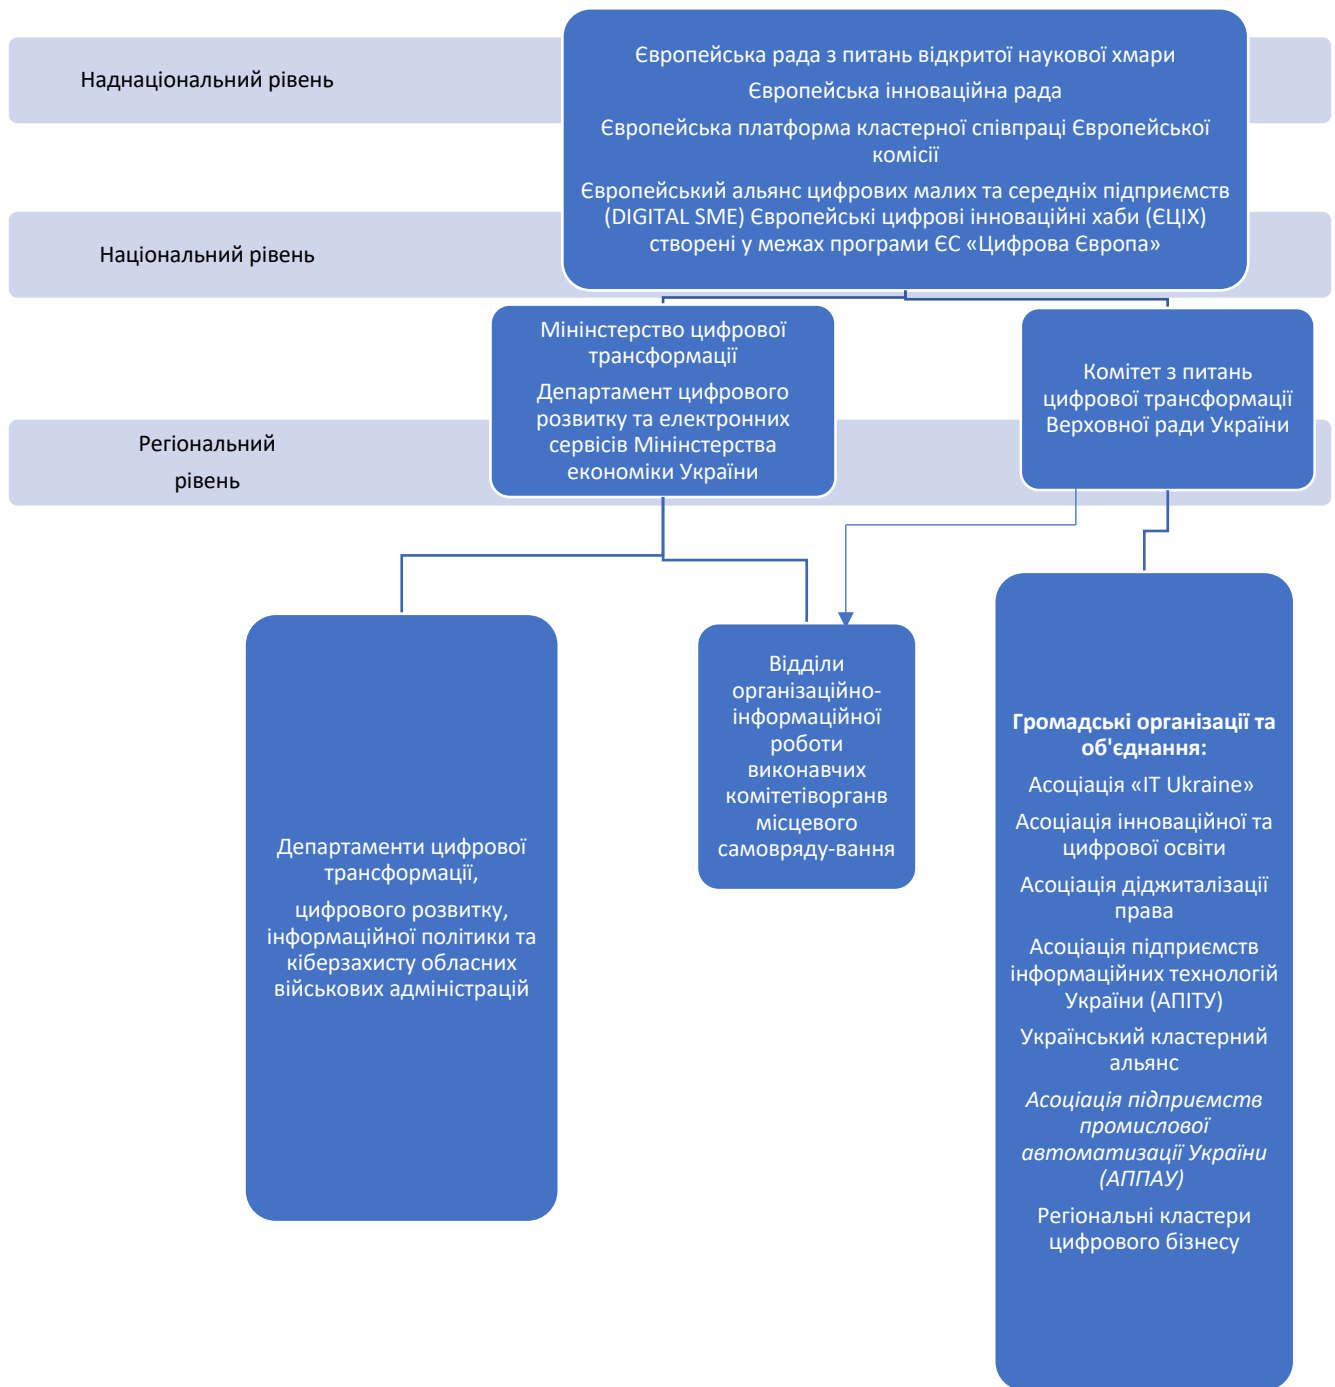 Наднаціональний рівень
Європейська рада з питань відкритої наукової хмари
Європейська інноваційна рада
Європейська платформа кластерної співпраці Європейської
комісії
Європейський альянс цифрових малих та середніх підприємств
(DIGITAL SME) Європейські цифрові інноваційні хаби (ЄЦІХ)
створені у межах програми ЄС «Цифрова Європа»
Національний рівень
Мінінстерство цифрової
трансформації
Департамент цифрового
розвитку та електронних
сервісів Мінінстерства
економіки України
Комітет з питань
цифрової трансформації
Верховної ради України
Регіональний
рівень
Департаменти цифрової
трансформації,
цифрового розвитку,
інформаційної політики та
кіберзахисту обласних
військових адміністрацій
Відділи
організаційно-
інформаційної
роботи
виконавчих
комітетіворганв
місцевого
самовряду-вання
Громадські організації та
об'єднання:
Асоціація «IT Ukraine»
Асоціація інноваційної та
цифрової освіти
Асоціація діджиталізації
права
Асоціація підприємств
інформаційних технологій
України (АПІТУ)
Український кластерний
альянс
Асоціація підприємств
промислової
автоматизації України
(АППАУ)
Регіональні кластери
цифрового бізнесу